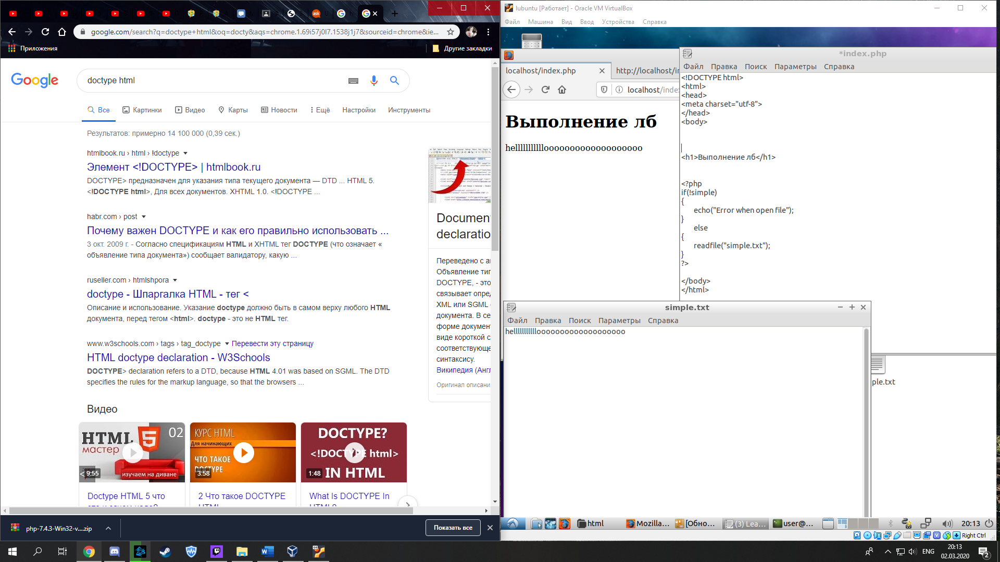 google.com/search?q=doctype+html&oq=docty&aqs=chrome.1.69i57j0l7.1538j1j7&sourceid=chrome&ie...
Приложения
Другие закладки
Google
doctype html
Все
Картинки
Видео
Карты
Новости
Ещё
Настройки
Инструменты
Результатов: примерно 14 100 000 (0,39 сек.)
htmlbook.ru › html › !doctype
Элемент <!DOCTYPE> | htmlbook.ru
DOCTYPE> предназначен для указания типа текущего документа — DTD ... HTML 5.
<!DOCTYPE html>, Для всех документов. XHTML 1.0. <!DOCTYPE ...
habr.com › post
Почему важен DOCTYPE и как его правильно использовать ...
3 окт. 2009 г. - Согласно спецификациям HTML и XHTML тег DOCTYPE (что означает «
объявление типа документа») сообщает валидатору, какую ...
ruseller.com › htmlshpora
doctype - Шпаргалка HTML - тег <
Описание и использование. Указание doctype должно быть в самом верху любого HTML
документа, перед тегом <html>. doctype - это не HTML тег.
www.w3schools.com › tags › tag_doctype
Перевести эту страницу
HTML doctype declaration - W3Schools
DOCTYPE> declaration refers to a DTD, because HTML 4.01 was based on SGML. The DTD
specifies the rules for the markup language, so that the browsers ...
Видео
HTML
мастер
02
9:55
изучаем на диване
Doctype HTML 5 что
КУРС HTML
Для начинающих
ЧТО ТАКОЕ
DOCTYPE
3:58
2 Что такое DOCTYPE
DOCTYPE?
<!DOCTYPE html>
IN HTML
1:48
What Is DOCTYPE In
Document
declaratio
Переведено с а
Объявление тиг
DOCTYPE, - это
связывает опред
XML или SGML
документа. В се
форме документ
виде короткой с
соответствующе
синтаксису.
Википедия (Англ
Оригинал описани
php-7.4.3-Win32-v....zip
Показать все
lubuntu [Работает] - Oracle VM VirtualBox
Файл
Машина
Вид
Ввод
Устройства
Справка
localhost/index.php
http://localhost/in
localhost/index
Выполнение лб
hellllllllllloooooooooooooooooooo
*index.php
Файл
Правка
Поиск
Параметры
Справка
<!DOCTYPE html>
<html>
<head>
<meta charset="utf-8">
</head>
<body>
<h1>Выполнение лб</h1>
<?php
if(!simple)
{
echo("Error when open file");
}
else
{
readfile("simple.txt");
}
?>
</body>
</html>
simple.txt
Файл
Правка
Поиск
Параметры
Справка
hellllllllllloooooooooooooooooooo
ple.txt
html
Mozilla...
[Обно...
(3) Lea...
user@...
20:13
Right Ctrl
ENG
20:13
02.03.2020
2